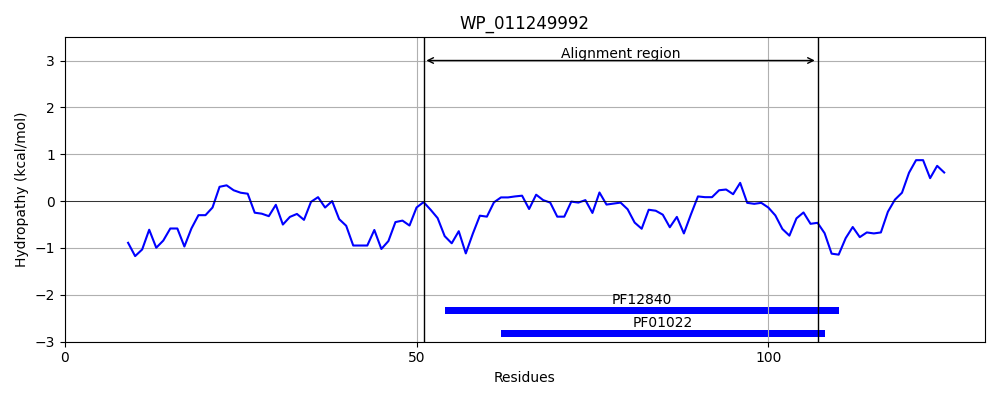 WP_011249992
Alignment region
Hydropathy (kcal/mol)
3
2
1
0
−1
−2
−3
PF12840
PF01022
0
50
100
Residues